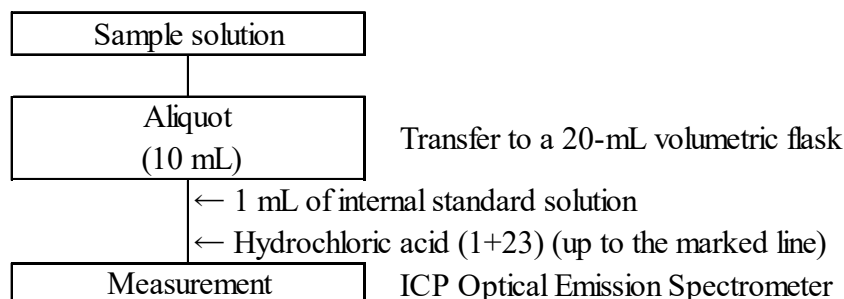 Sample solution
Aliquot
(10 mL)
Transfer to a 20-mL volumetric flask
← 1 mL of internal standard solution
← Hydrochloric acid (1+23) (up to the marked line)
Measurement
ICP Optical Emission Spectrometer